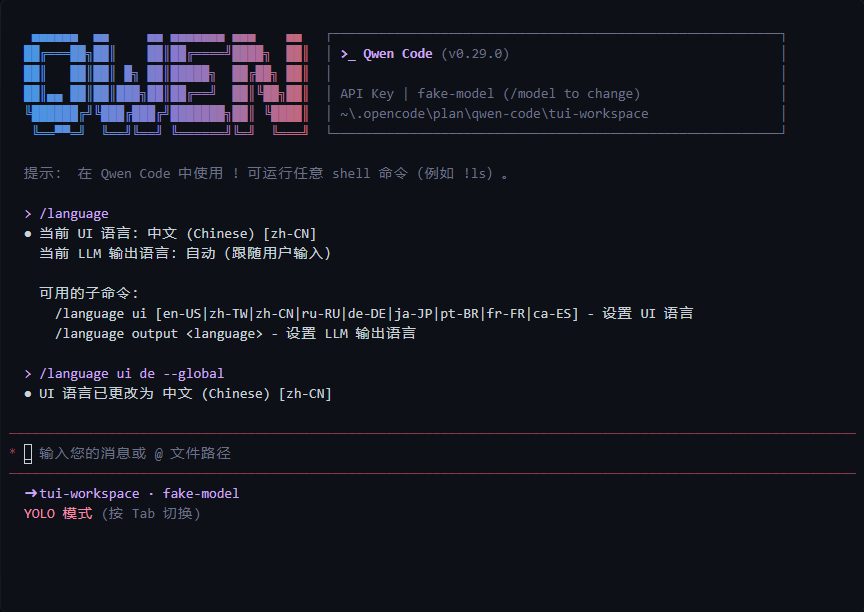 >_ Qwen Code (v0.29.0)
API Key | fake-model (/model to change)
~\.opencode\plan\qwen-code\tui-workspace
提示: 在 Qwen Code 中使用 ! 可运行任意 shell 命令 (例如 !ls) 。
> /language
● 当前 UI 语言: 中文 (Chinese) [zh-CN]
当前 LLM 输出语言: 自动 (跟随用户输入)
可用的子命令:
/language ui [en-US|zh-TW|zh-CN|ru-RU|de-DE|ja-JP|pt-BR|fr-FR|ca-ES] - 设置 UI 语言
/language output <language> - 设置 LLM 输出语言
> /language ui de --global
● UI 语言已更改为 中文 (Chinese) [zh-CN]
* 输入您的消息或 @ 文件路径
➜tui-workspace · fake-model
YOLO 模式 (按 Tab 切换)